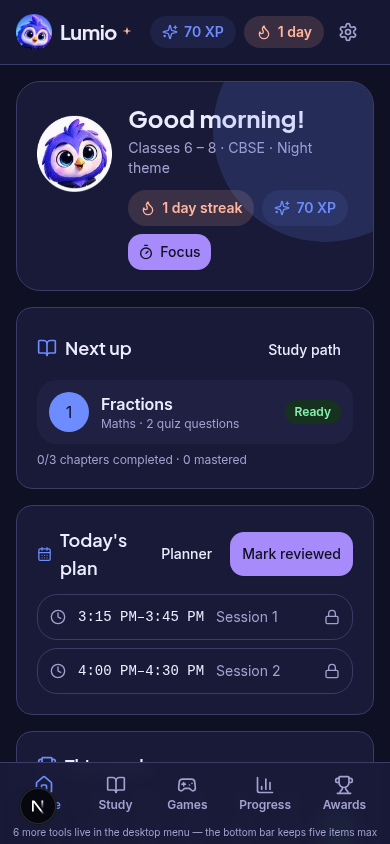 Lumio
70 XP
1 day
Good morning!
Classes 6 – 8 · CBSE · Night
theme
1 day streak
70 XP
Focus
Next up
Study path
1
Fractions
Maths · 2 quiz questions
Ready
0/3 chapters completed · 0 mastered
Today's
plan
Planner
Mark reviewed
3:15 PM–3:45 PM Session 1
4:00 PM–4:30 PM Session 2
N
Study
Games
Progress
Awards
6 more tools live in the desktop menu — the bottom bar keeps five items max